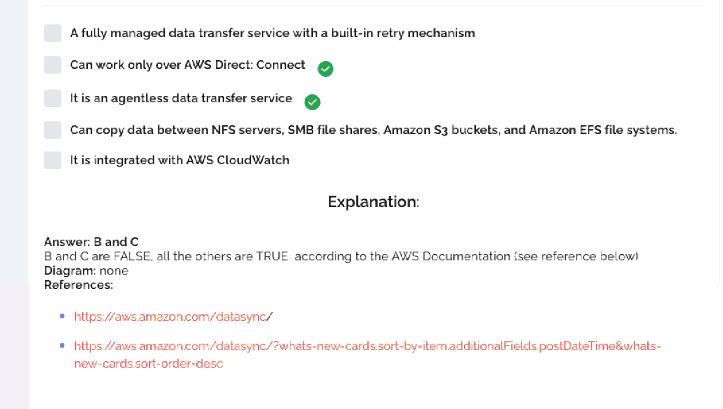 A fully managed data transfer service with a built-in retry mechanism
Can work only over AWS Direct: Connect
It is an agentless data transfer service
Can copy data between NFS servers, SMB file shares, Amazon S3 buckets, and Amazon EFS file systems.
It is integrated with AWS CloudWatch
Explanation:
Answer: B and C
B and C are FALSE, all the others are TRUE according to the AWS Documentation (see reference below)
Diagram: none
References:
https://aws.amazon.com/datasync/
https://aws.amazon.com/datasync/?whats-new-cards.sort-by=item.additionalFields.postDateTime&whats-
new-cards.sort-order=desc